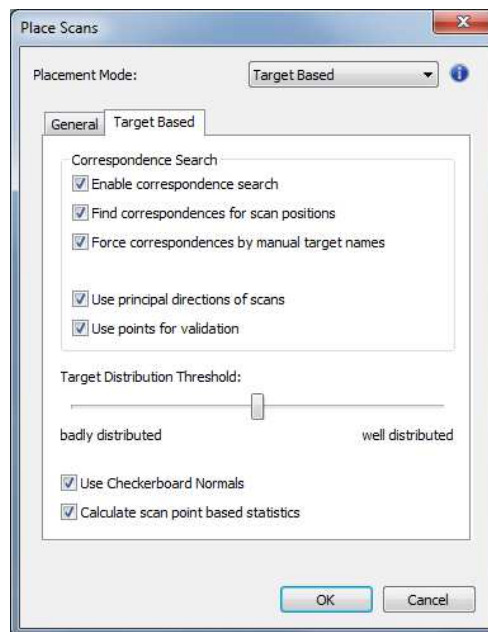 Place Scans
Placement Mode: Target Based
General Target Based
Correspondence Search
Enable correspondence search
Find correspondences for scan positions
Force correspondences by manual target names
Use principal directions of scans
Use points for validation
Target Distribution Threshold:
badly distributed well distributed
Use Checkerboard Normals
Calculate scan point based statistics
OK Cancel